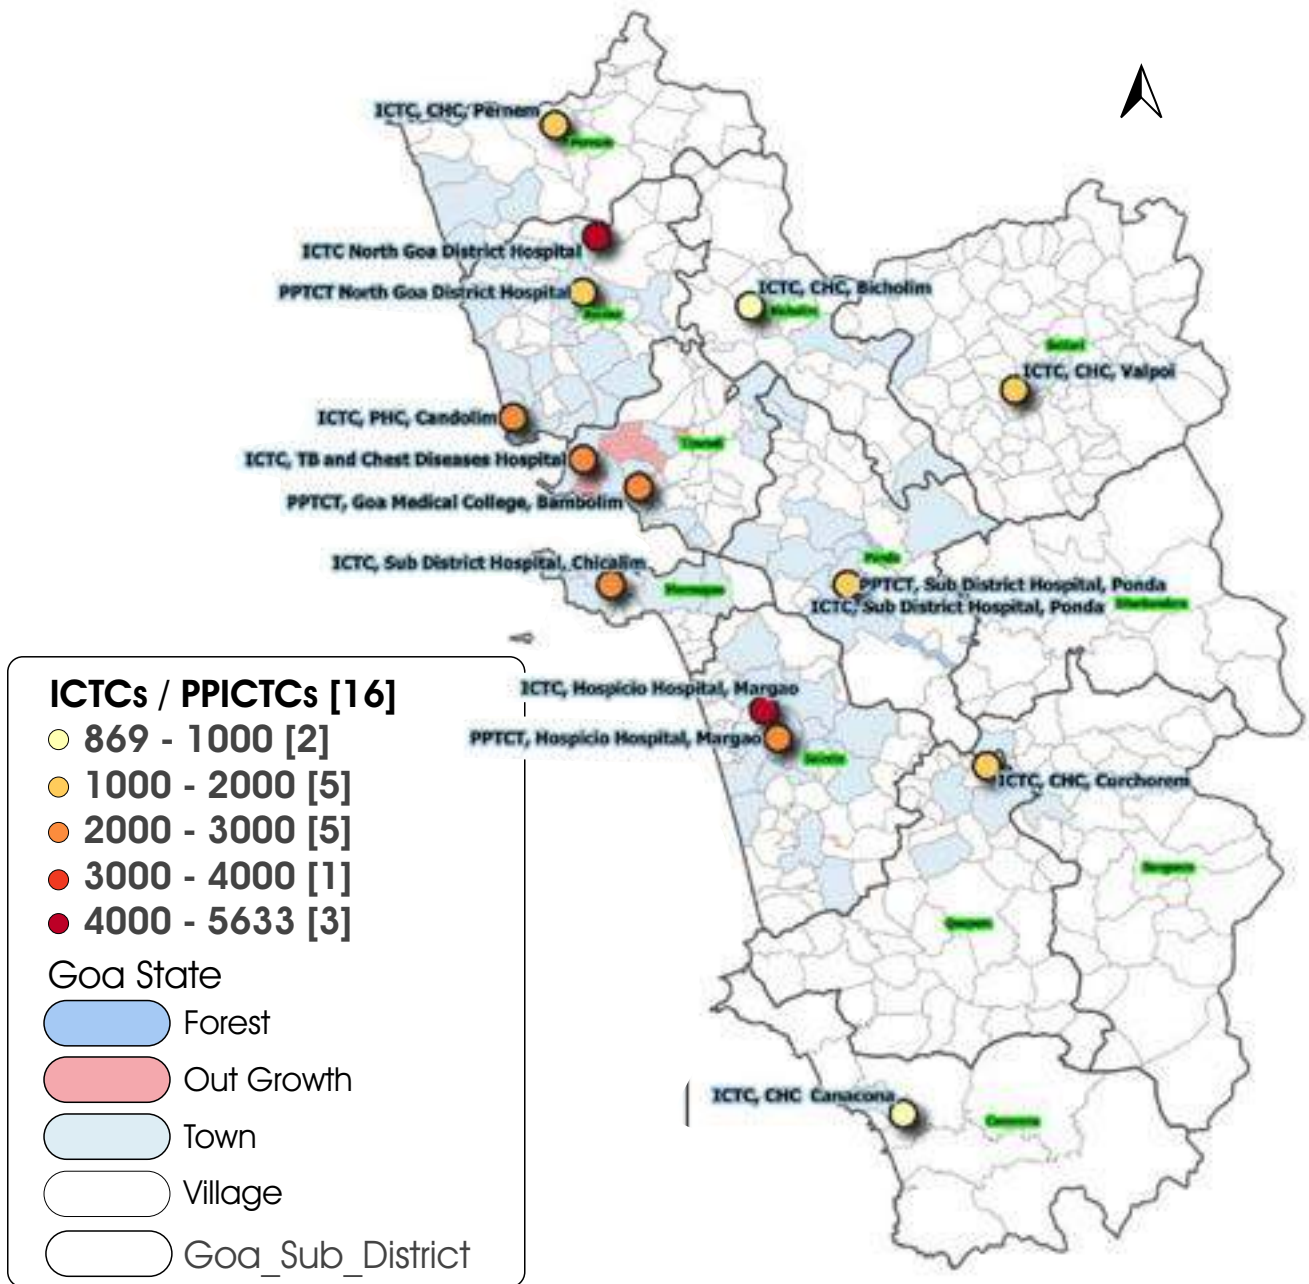 ICTC, CHC, Pernem
Pernem
ICTC North Goa District Hospital
PPTCT North Goa District Hospital
ICTC, CHC, Bicholim
Bicholim
ICTC, CHC, Valpoi
ICTC, PHC, Candolim
ICTC, TB and Chest Diseases Hospital
PPTCT, Goa Medical College, Bambolim
ICTC, Sub District Hospital, Chicalim
Ponda
PPTCT, Sub District Hospital, Ponda
ICTC, Sub District Hospital, Ponda
ICTC, Hospicio Hospital, Margao
PPTCT, Hospicio Hospital, Margao
ICTC, CHC, Curchorem
ICTC, CHC Canacona
Canacona
ICTCs / PPICTCs [16]
869 - 1000 [2]
1000 - 2000 [5]
2000 - 3000 [5]
3000 - 4000 [1]
4000 - 5633 [3]
Goa State
Forest
Out Growth
Town
Village
Goa_Sub_District